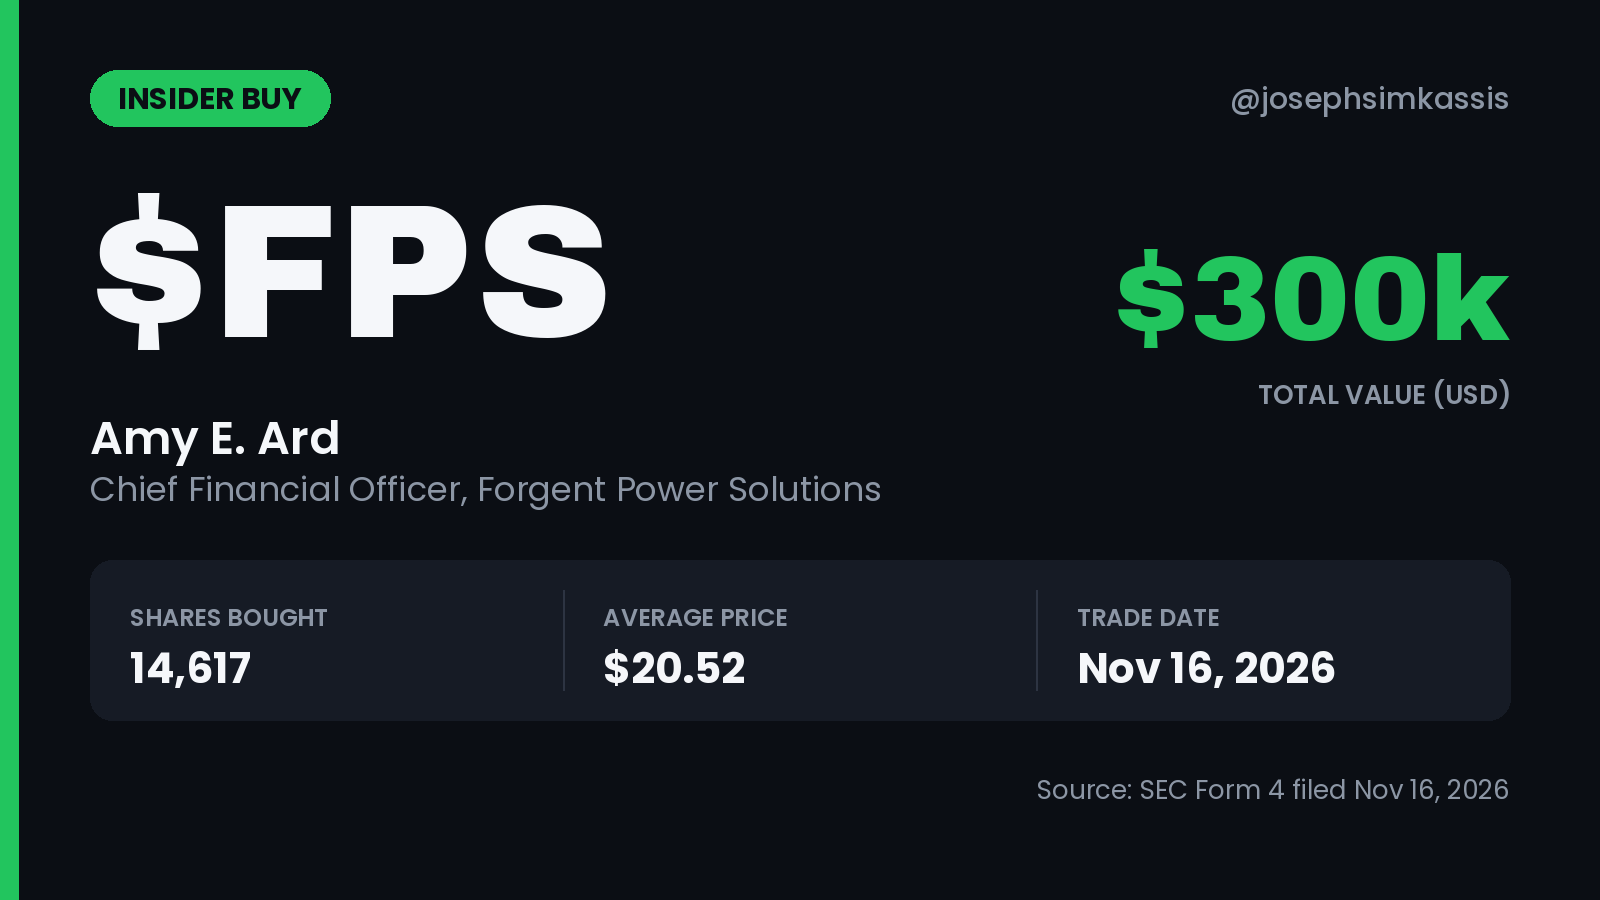 INSIDER BUY
@josephsimkassis
$FPS
$300k
TOTAL VALUE (USD)
Amy E. Ard
Chief Financial Officer, Forgent Power Solutions
SHARES BOUGHT
14,617
AVERAGE PRICE
$20.52
TRADE DATE
Nov 16, 2026
Source: SEC Form 4 filed Nov 16, 2026